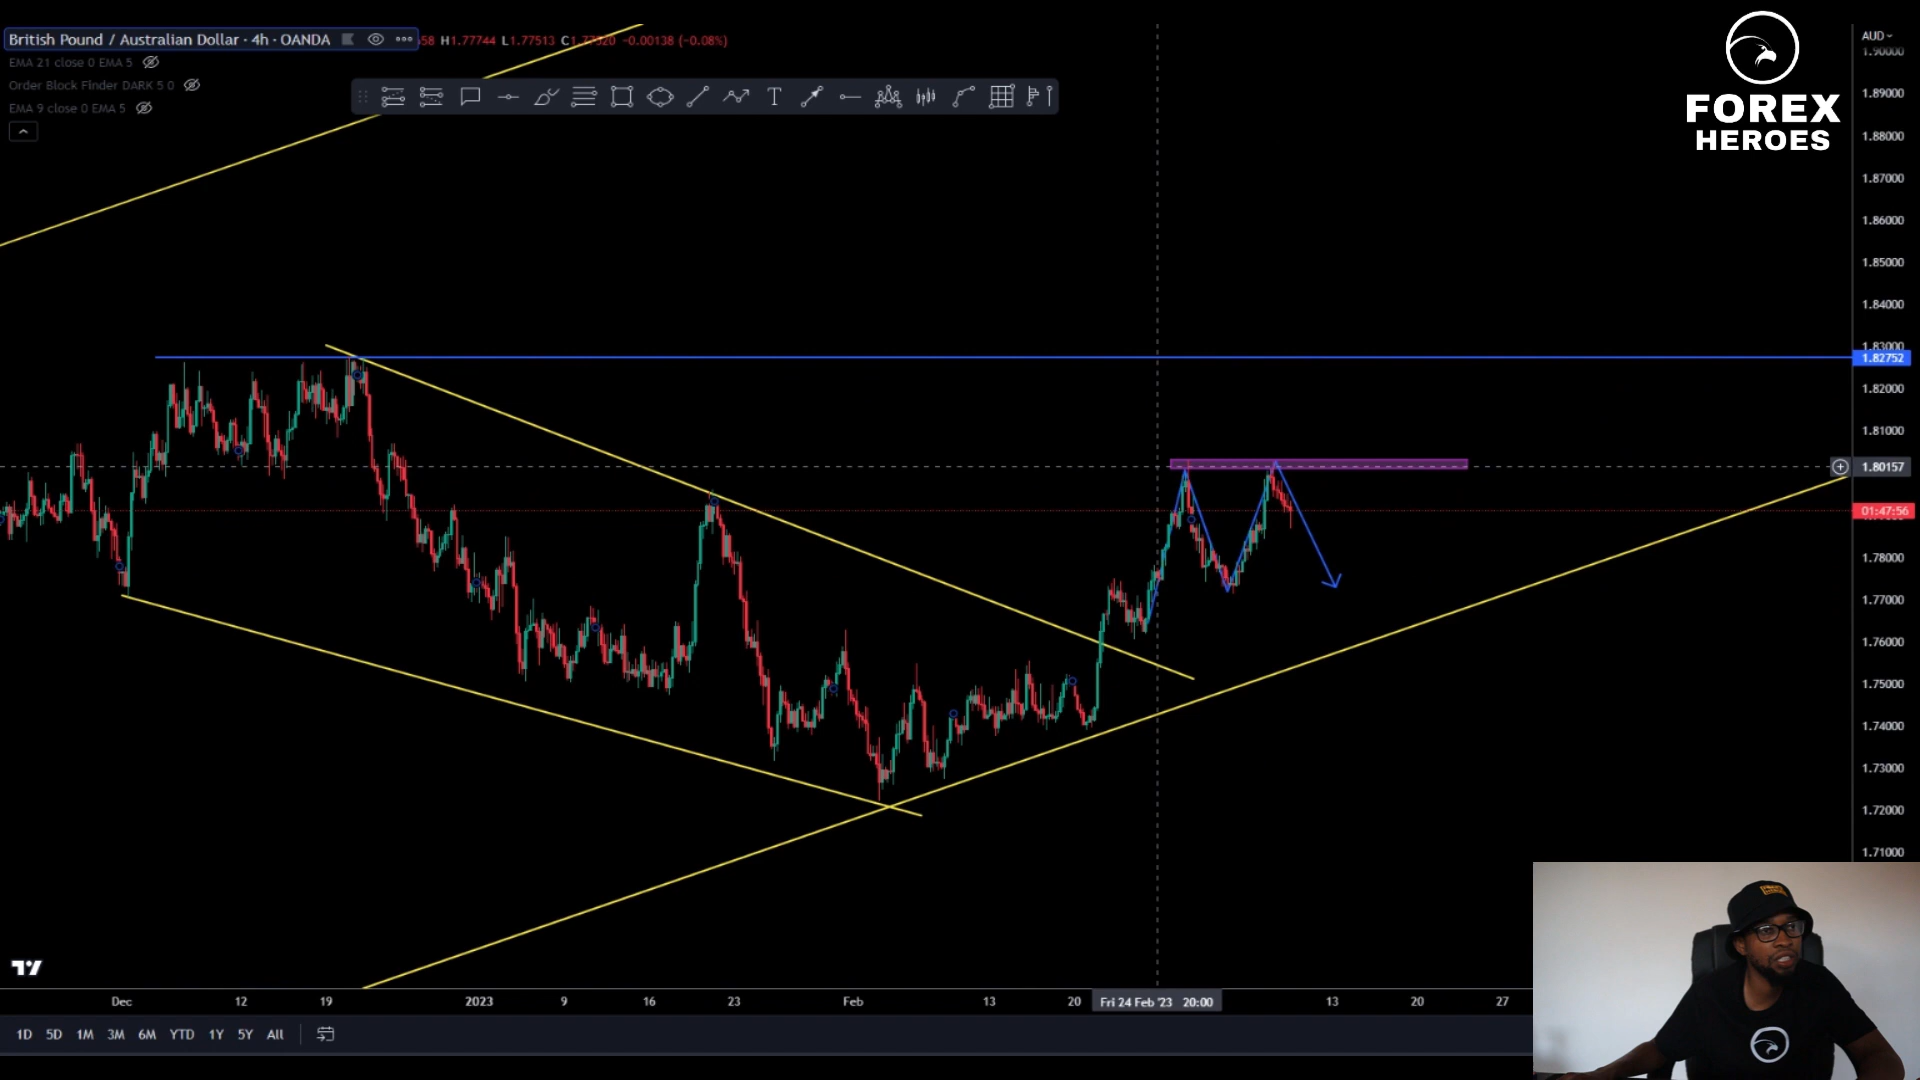 British Pound / Australian Dollar · 4h · OANDA H1.77744 L1.77513 -0.00138 (-0.08%)
EMA 21 close 0 EMA 5
Order Block Finder DARK 5 0
EMA 9 close 0 EMA 5
FOREX
HEROES
AUD
1.90000
1.89000
1.88000
1.87000
1.86000
1.85000
1.84000
1.83000
1.82752
1.82000
1.81000
1.80157
01:47:56
1.78000
1.77000
1.76000
1.75000
1.74000
1.73000
1.72000
1.71000
Dec 12 19 2023 9 16 23 Feb 13 20 Fri 24 Feb '23 20:00 13 20 27
1D 5D 1M 3M 6M YTD 1Y 5Y All